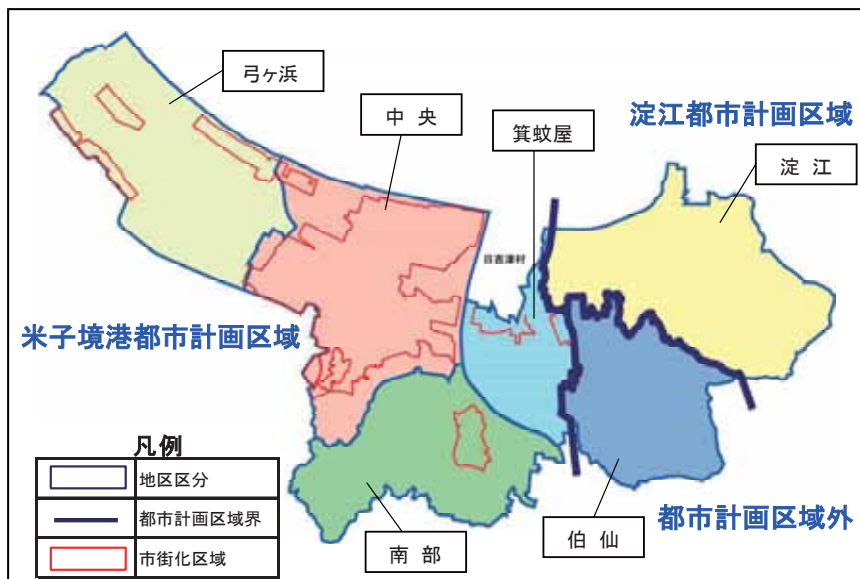 弓ヶ浜
中 央
箕蚊屋
淀江都市計画区域
淀 江
日吉津村
米子境港都市計画区域
凡例
地区区分
都市計画区域界
市街化区域
南 部
伯 仙
都市計画区域外